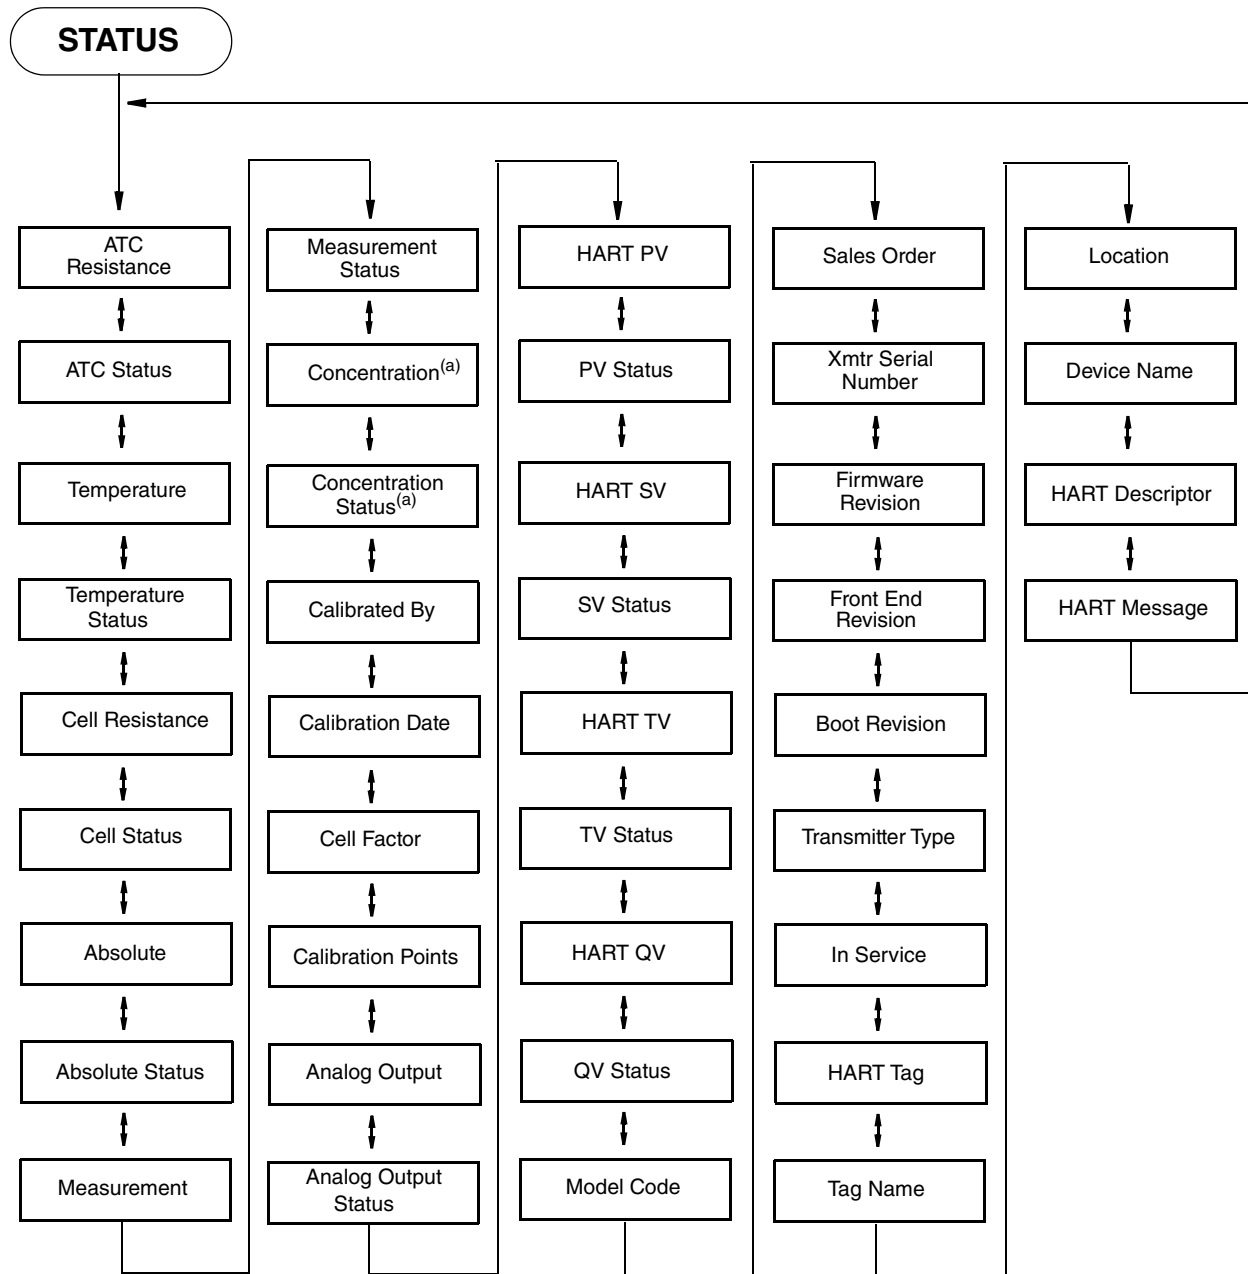 STATUS
ATC
Resistance
ATC Status
Temperature
Temperature
Status
Cell Resistance
Cell Status
Absolute
Absolute Status
Measurement
Measurement
Status
Concentration(a)
Concentration
Status(a)
Calibrated By
Calibration Date
Cell Factor
Calibration Points
Analog Output
Analog Output
Status
HART PV
PV Status
HART SV
SV Status
HART TV
TV Status
HART QV
QV Status
Model Code
Sales Order
Xmtr Serial
Number
Firmware
Revision
Front End
Revision
Boot Revision
Transmitter Type
In Service
HART Tag
Tag Name
Location
Device Name
HART Descriptor
HART Message